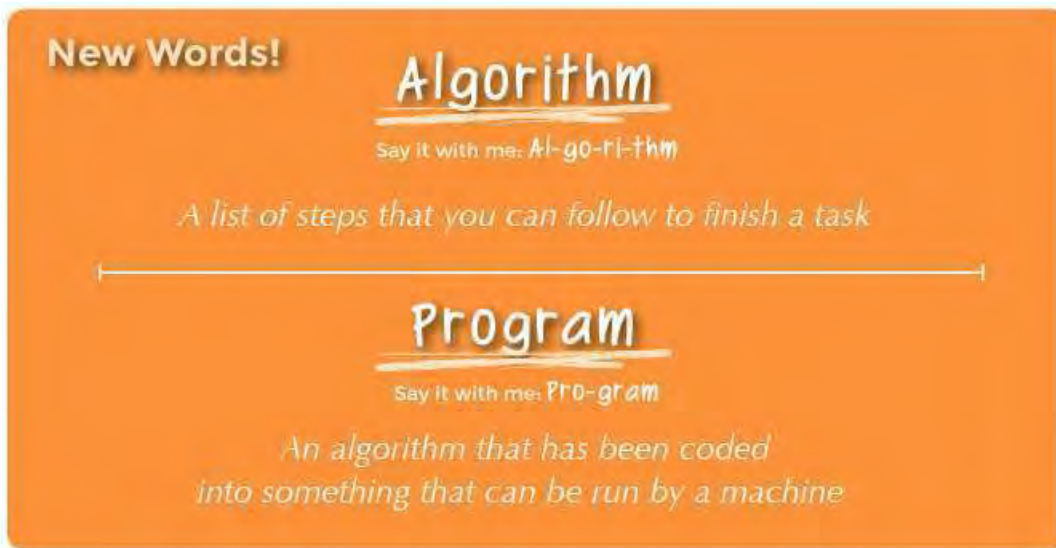 New Words!
Algorithm
Say it with me: Al-go-ri-thm
A list of steps that you can follow to finish a task
Program
Say it with me: Pro-gram
An algorithm that has been coded
into something that can be run by a machine